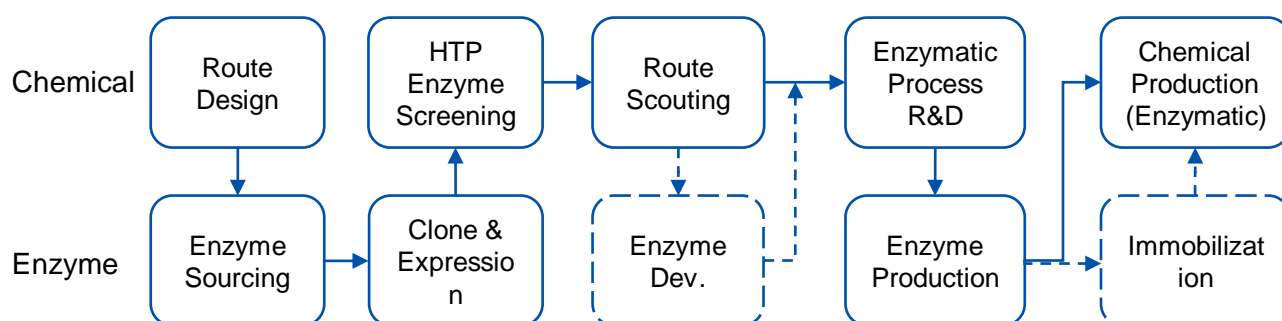 Chemical
Route
Design
HTP
Enzyme
Screening
Route
Scouting
Enzymatic
Process
R&D
Chemical
Production
(Enzymatic)
Enzyme
Enzyme
Sourcing
Clone &
Expressio
n
Enzyme
Dev.
Enzyme
Production
Immobilizat
ion